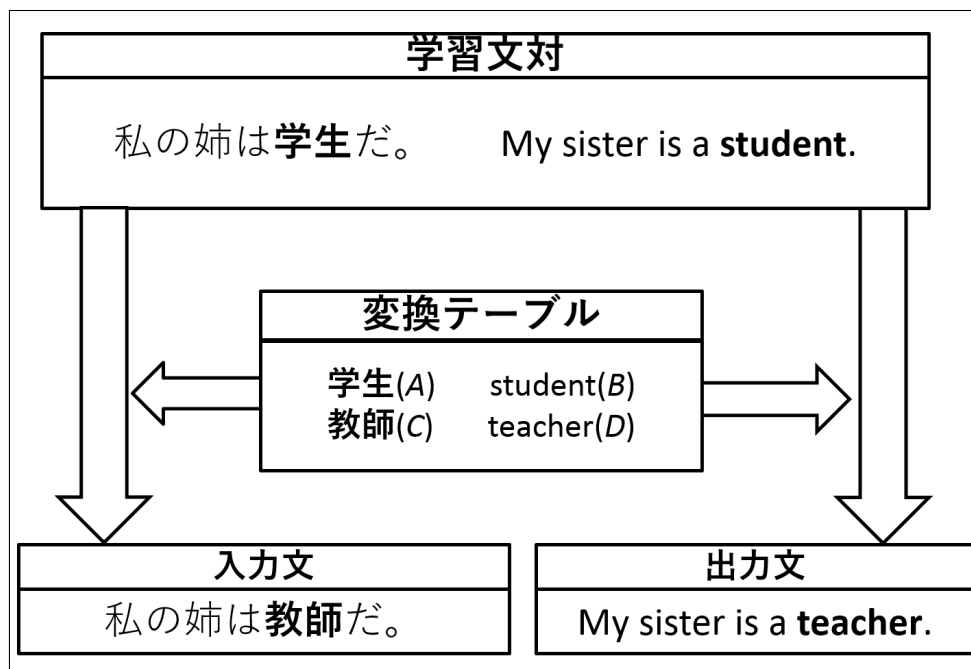 学習文対
私の姉は学生だ。 My sister is a student.
変換テーブル
学生(A) student(B)
教師(C) teacher(D)
入力文
私の姉は教師だ。
出力文
My sister is a teacher.